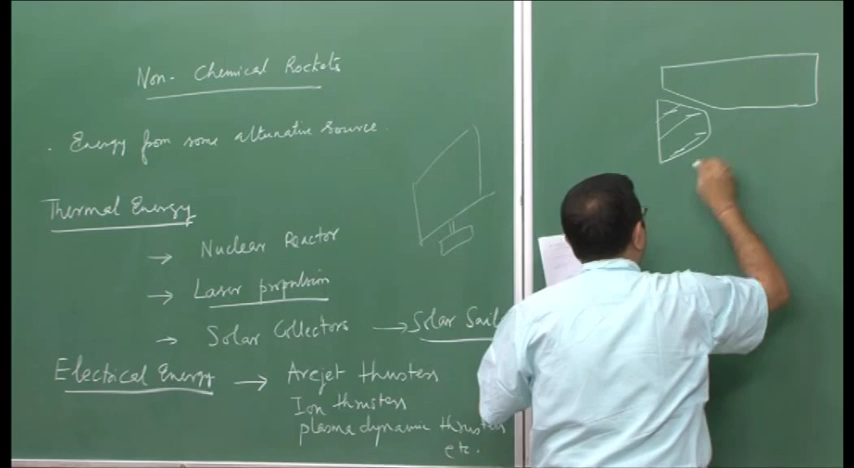 Non-Chemical Rockets
. Energy from some alternative source.
Thermal Energy
→ Nuclear Reactor
→ Laser propulsion
→ Solar Collectors → Solar Sail
Electrical Energy → Arcjet thrusters
Ion thrusters
plasma dynamic thrusters
etc.